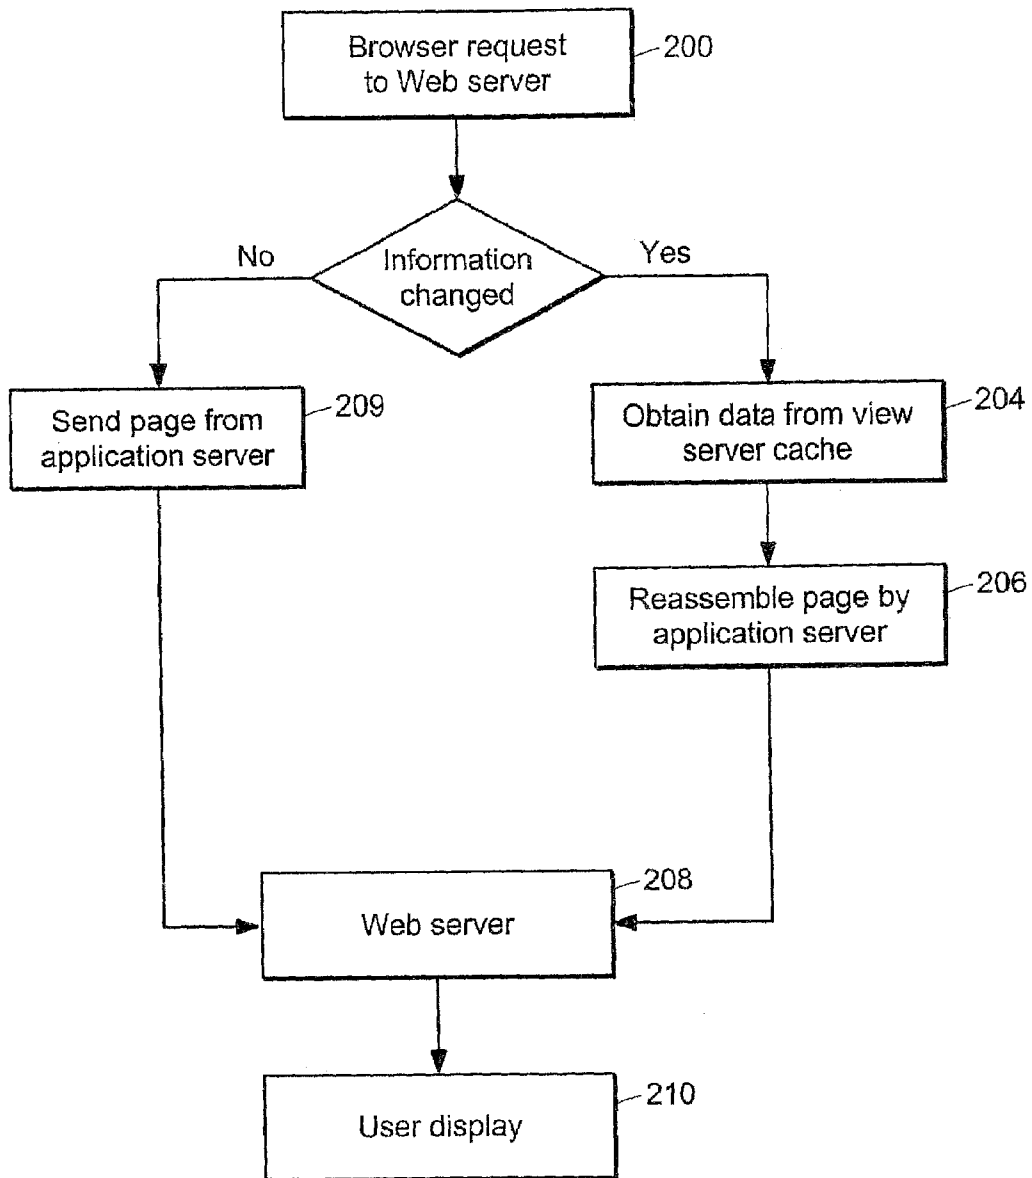 Browser request
to Web server
200
Information
changed
No
Yes
Send page from
application server
209
Obtain data from view
server cache
204
Reassemble page by
application server
206
Web server
208
User display
210